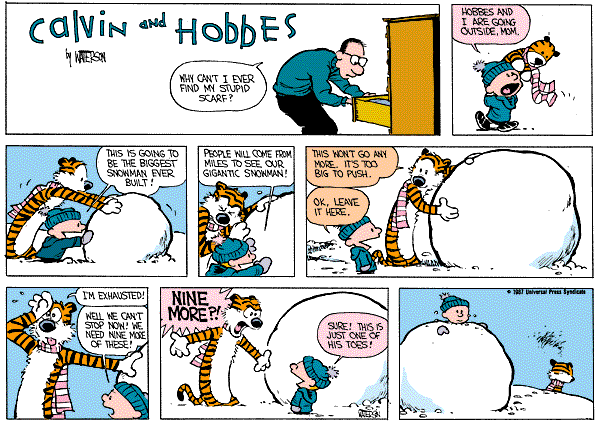 CALVIN and HOBBES
by WATTERSON
WHY CAN'T I EVER
FIND MY STUPID
SCARF?
HOBBES AND
I ARE GOING
OUTSIDE, MOM.
THIS IS GOING TO
BE THE BIGGEST
SNOWMAN EVER
BUILT!
PEOPLE WILL COME FROM
MILES TO SEE OUR
GIGANTIC SNOWMAN!
THIS WON'T GO ANY
MORE. IT'S TOO
BIG TO PUSH.
OK, LEAVE
IT HERE.
I'M EXHAUSTED!
WELL WE CAN'T
STOP NOW! WE
NEED NINE MORE
OF THESE!
NINE
MORE?!
SURE! THIS IS
JUST ONE OF
HIS TOES!
WATTERSON
© 1987 Universal Press Syndicate